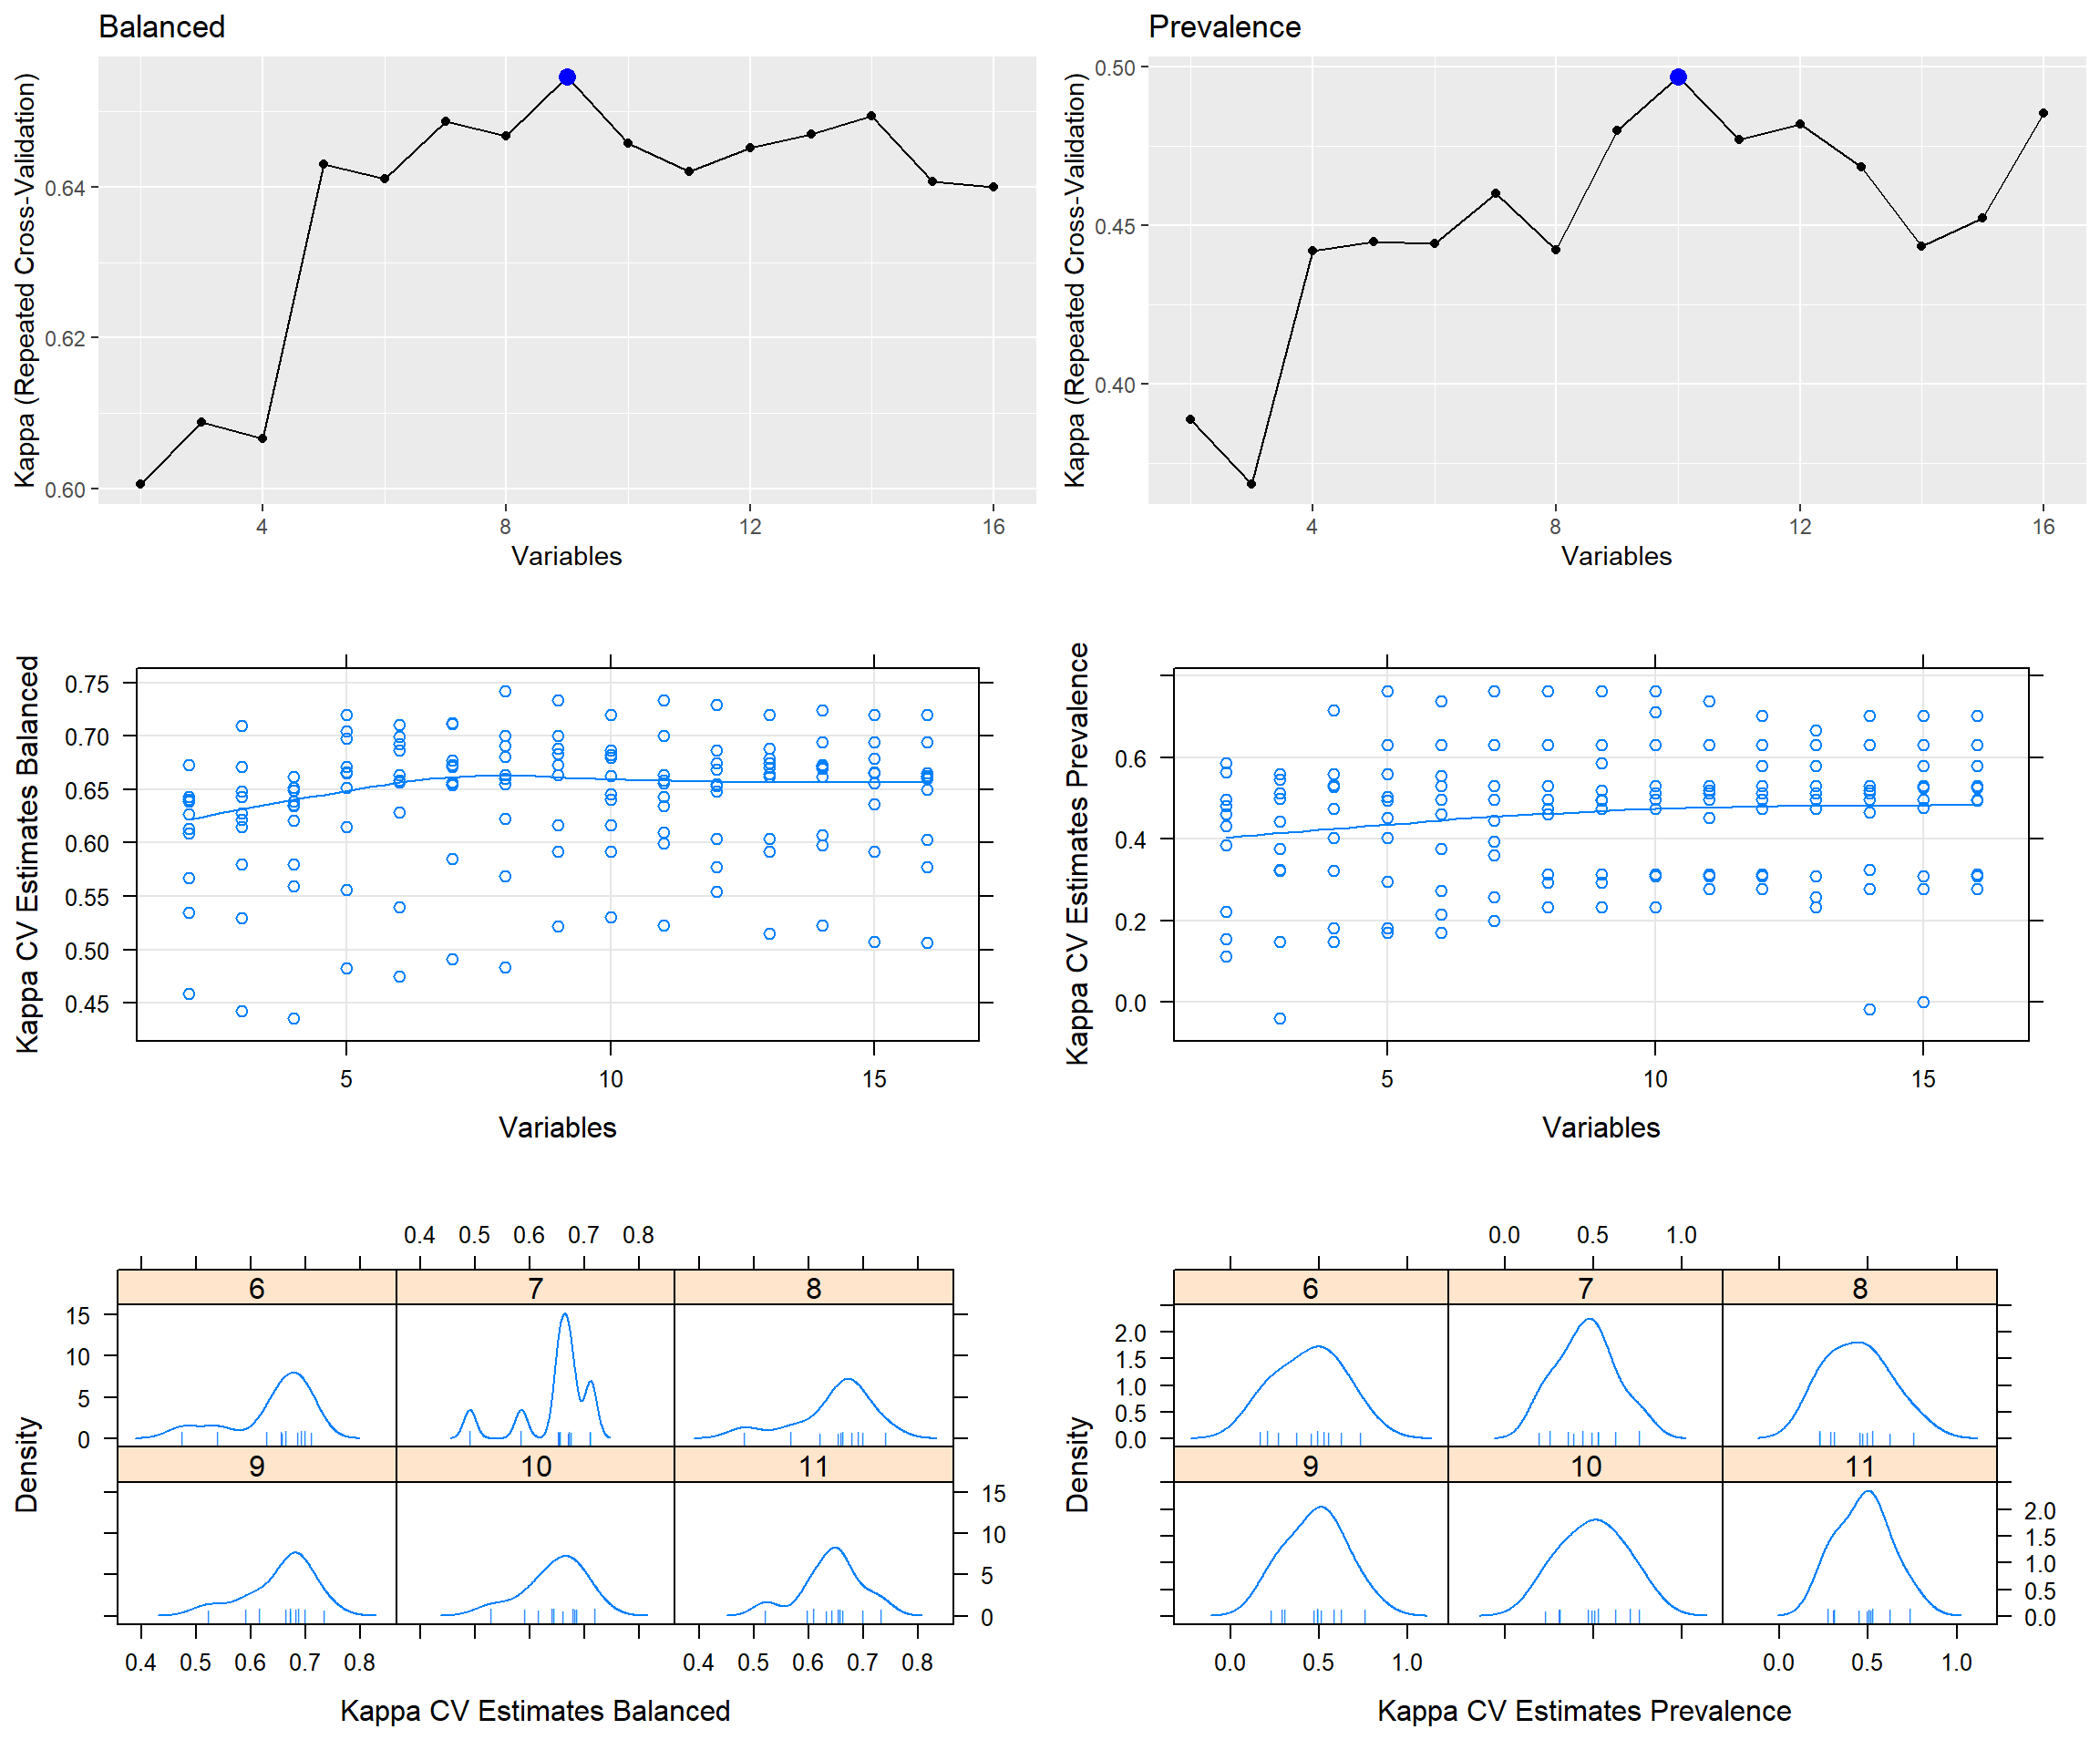 Balanced
Kappa (Repeated Cross-Validation)
0.64
0.62
0.60
4 8 12 16
Variables
Prevalence
Kappa (Repeated Cross-Validation)
0.50
0.45
0.40
4 8 12 16
Variables
Kappa CV Estimates Balanced
0.75
0.70
0.65
0.60
0.55
0.50
0.45
5 10 15
Variables
Kappa CV Estimates Prevalence
0.6
0.4
0.2
0.0
5 10 15
Variables
0.4 0.5 0.6 0.7 0.8
6 7 8
15
10
5
0
Density
9 10 11
15
10
5
0
0.4 0.5 0.6 0.7 0.8 0.4 0.5 0.6 0.7 0.8
Kappa CV Estimates Balanced
0.0 0.5 1.0
6 7 8
2.0
1.5
1.0
0.5
0.0
Density
9 10 11
2.0
1.5
1.0
0.5
0.0
0.0 0.5 1.0 0.0 0.5 1.0
Kappa CV Estimates Prevalence